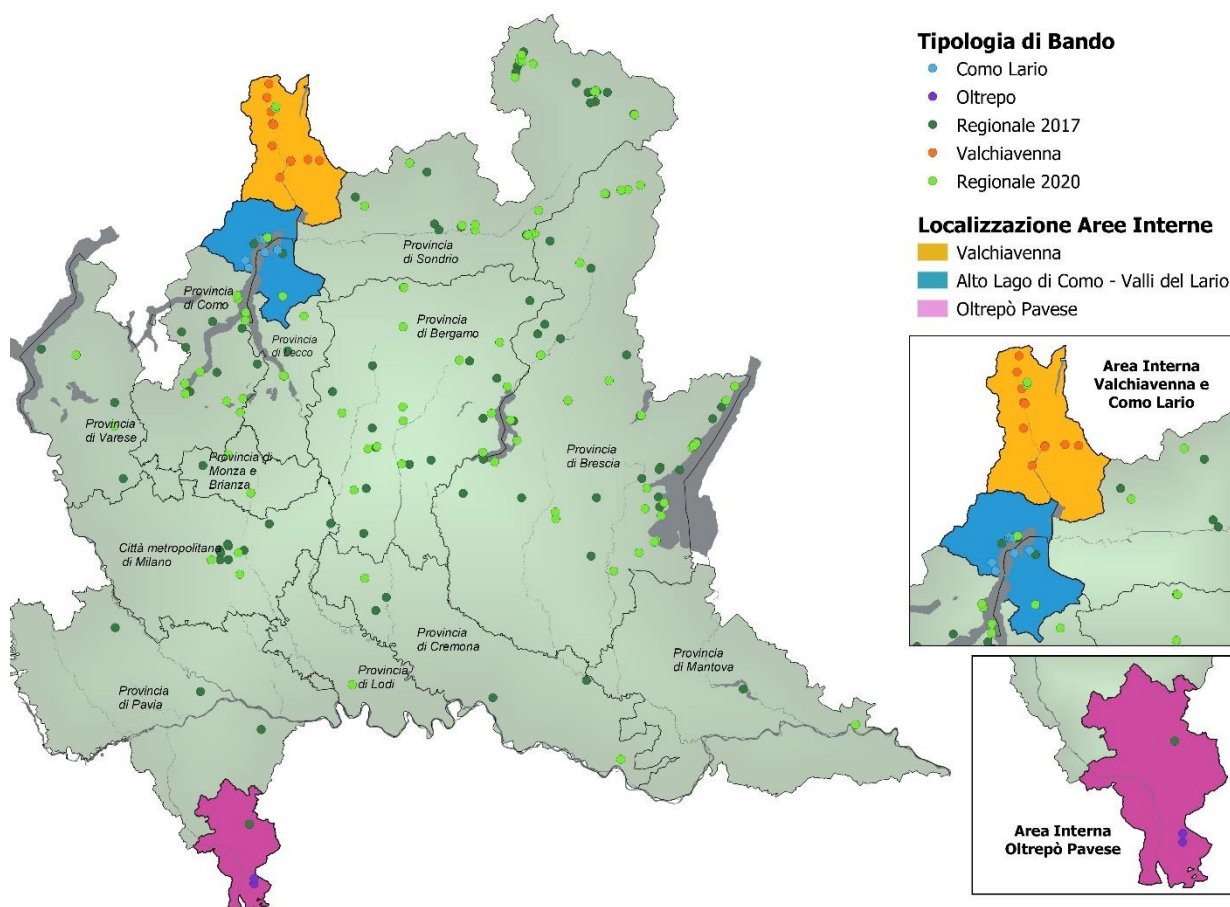 Tipologia di Bando
Como Lario
Oltrepo
Regionale 2017
Valchiavenna
Regionale 2020
Localizzazione Aree Interne
Valchiavenna
Alto Lago di Como - Valli del Lario
Oltrepò Pavese
Provincia
di Sondrio
Provincia
di Como
Provincia
di Lecco
Provincia
di Bergamo
Provincia
di Varese
Provincia di
Monza e
Brianza
Provincia
di Brescia
Città metropolitana
di Milano
Provincia
di Cremona
Provincia
di Mantova
Provincia
di Lodi
Provincia
di Pavia
Area Interna
Valchiavenna e
Como Lario
Area Interna
Oltrepò Pavese